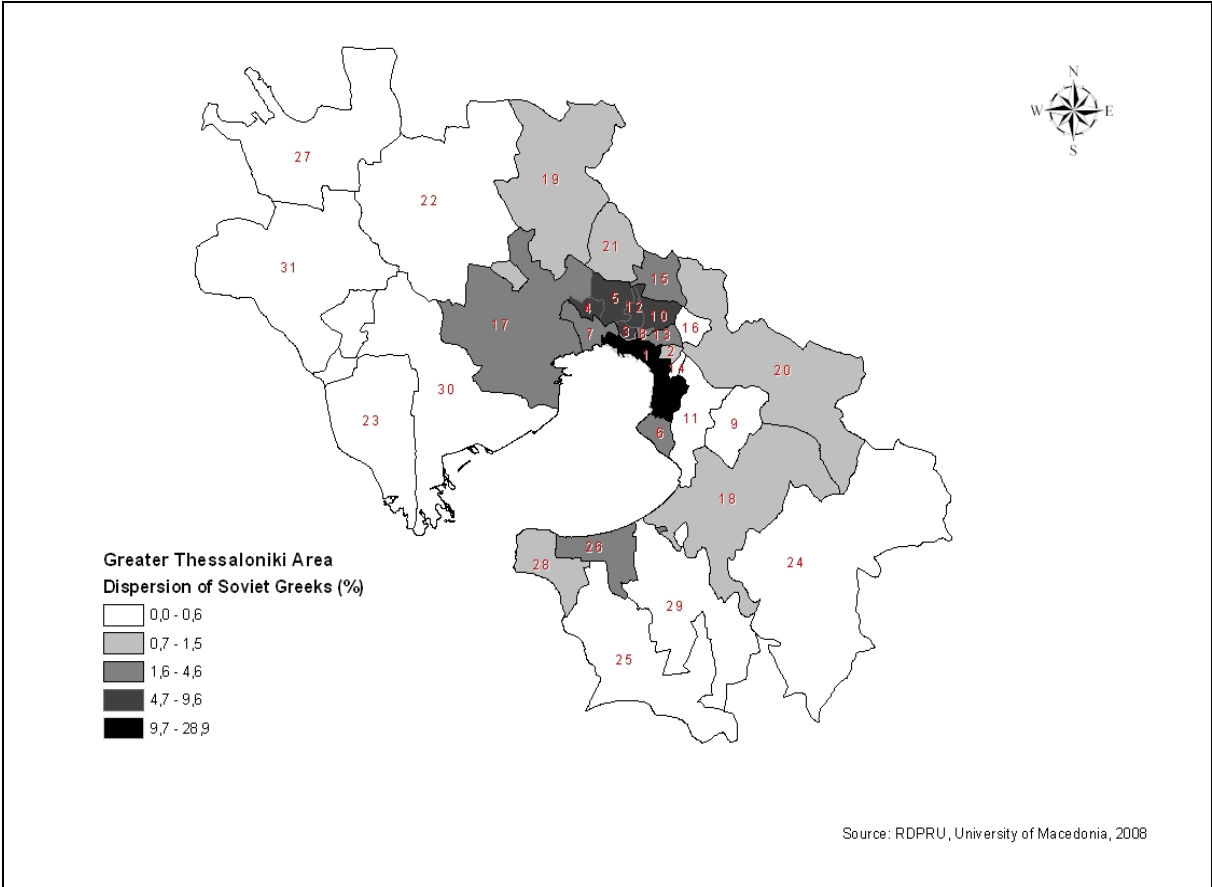 N
W E
S
27
19
22
21
31
15
5
4
12
10
17
16
7
3
8
13
1
2
14
20
30
23
11
9
6
18
26
28
24
29
25
Greater Thessaloniki Area
Dispersion of Soviet Greeks (%)
0,0 - 0,6
0,7 - 1,5
1,6 - 4,6
4,7 - 9,6
9,7 - 28,9
Source: RDPRU, University of Macedonia, 2008